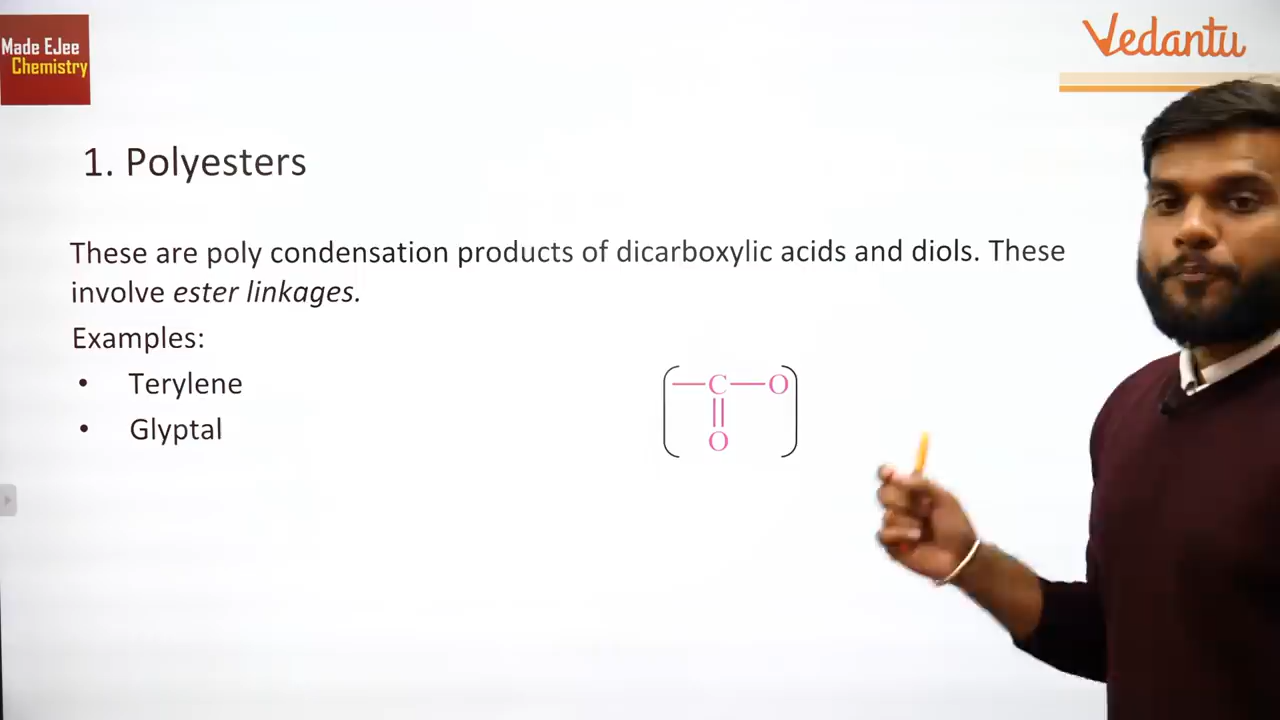 Made EJee
Chemistry
Vedantu
1. Polyesters
These are poly condensation products of dicarboxylic acids and diols. These
involve ester linkages.
Examples:
• Terylene
• Glyptal
C O
O